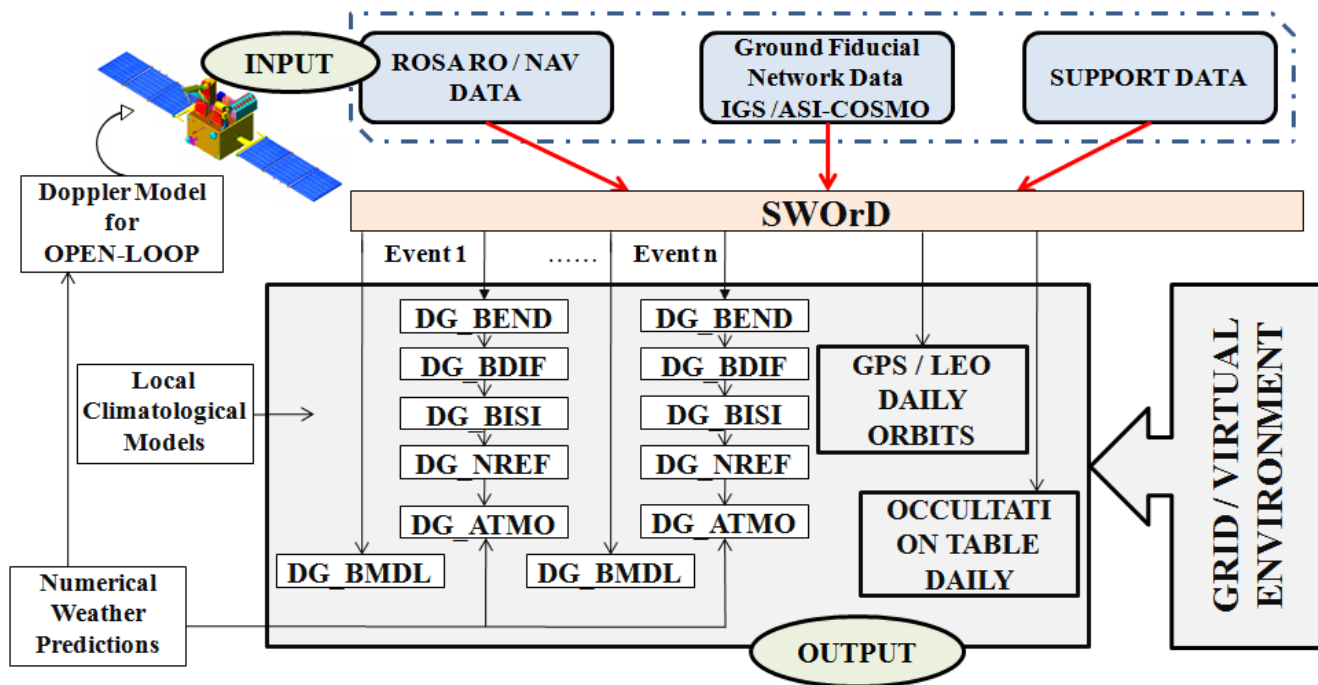 INPUT
ROSA RO / NAV
DATA
Ground Fiducial
Network Data
IGS /ASI-COSMO
SUPPORT DATA
Doppler Model
for
OPEN-LOOP
SWOrD
Event 1
......
Event n
DG_BEND
DG_BDIF
DG_BISI
DG_NREF
DG_ATMO
DG_BMDL
DG_BEND
DG_BDIF
DG_BISI
DG_NREF
DG_ATMO
DG_BMDL
GPS / LEO
DAILY
ORBITS
OCCULTATI
ON TABLE
DAILY
Local
Climatological
Models
Numerical
Weather
Predictions
OUTPUT
GRID / VIRTUAL
ENVIRONMENT